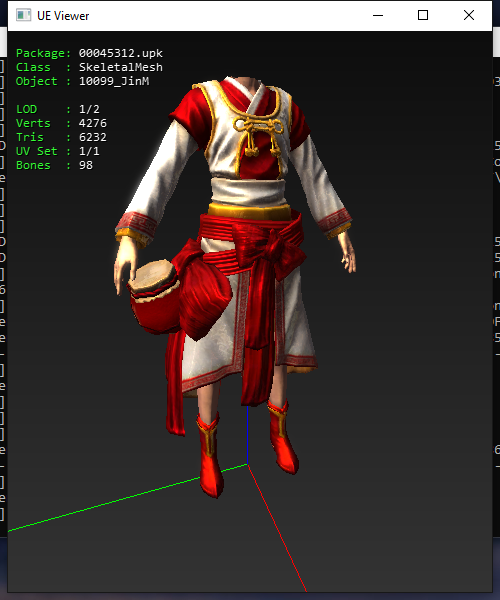 UE Viewer
Package: 00045312.upk
Class : SkeletalMesh
Object : 10099_JinM
LOD : 1/2
Verts : 4276
Tris : 6232
UV Set : 1/1
Bones : 98